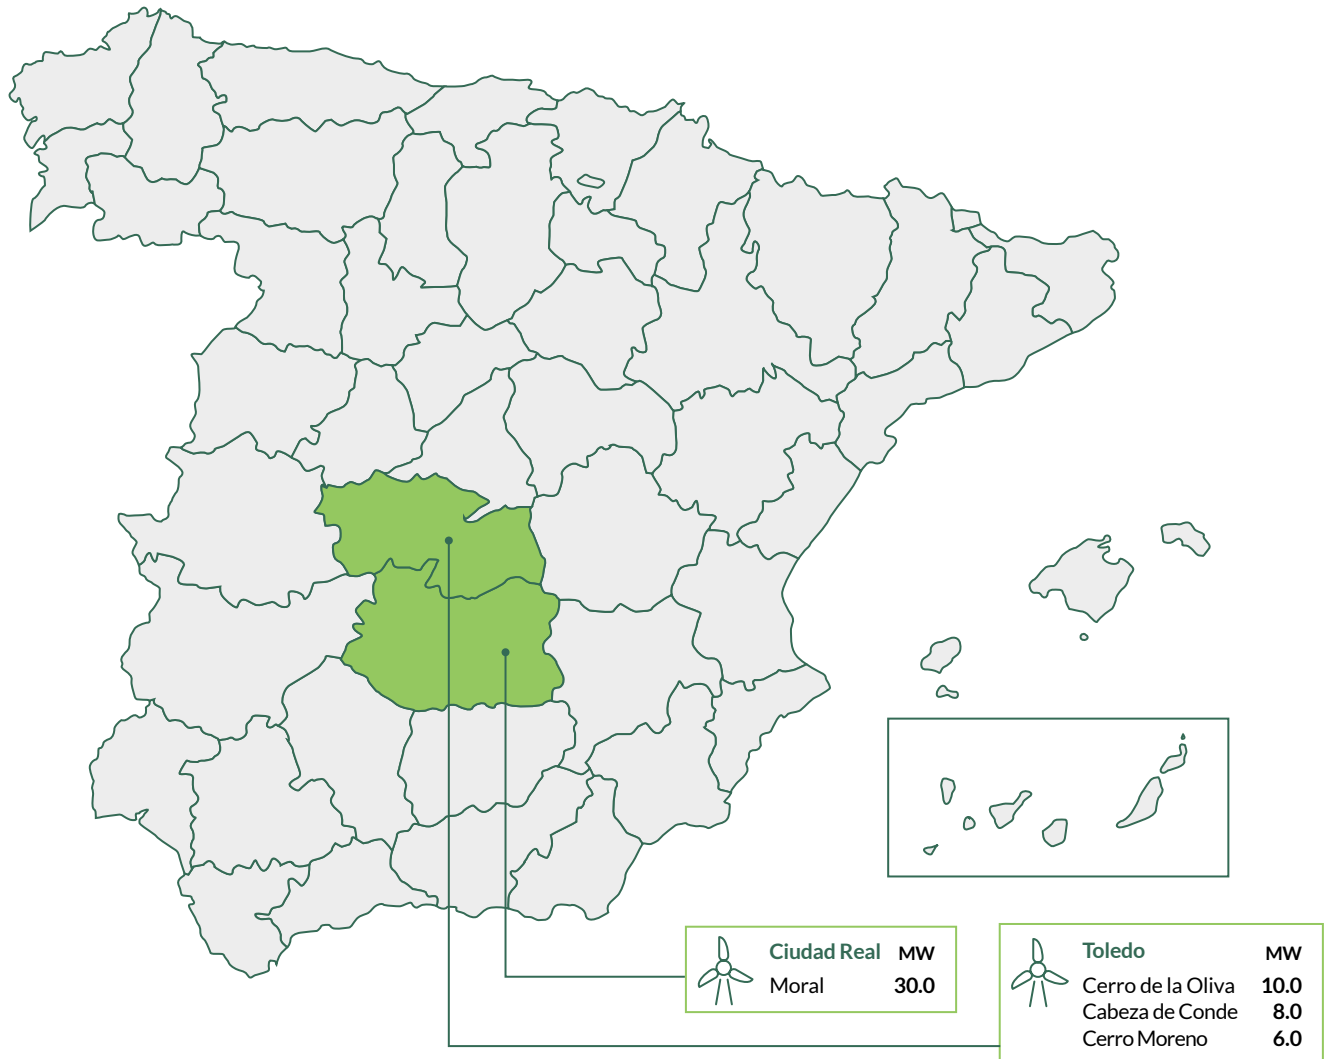 Ciudad Real MW
Moral 30.0
Toledo MW
Cerro de la Oliva 10.0
Cabeza de Conde 8.0
Cerro Moreno 6.0